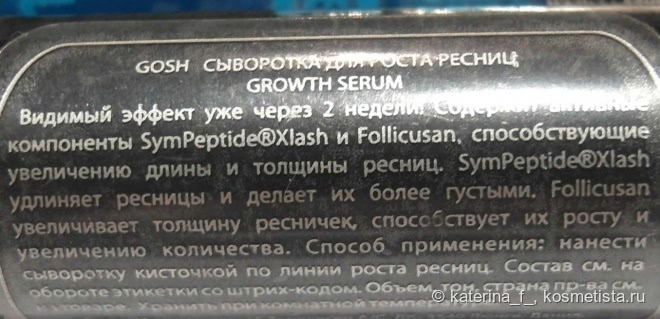 GOSH СЫВОРОТКА ДЛЯ РОСТА РЕСНИЦ
GROWTH SERUM
Видимый эффект уже через 2 недели. Содержит активные
компоненты SymPeptide®Xlash и Follicusan, способствующие
увеличению длины и толщины ресниц. SymPeptide®Xlash
удлиняет ресницы и делает их более густыми. Follicusan
увеличивает толщину ресничек, способствует их росту и
увеличению количества. Способ применения: нанести
сыворотку кисточкой по линии роста ресниц. Состав см. на
обороте этикетки со штрих-кодом. Объем, тон, страна пр-ва см.
на товаре. Хранить при комнатной
© katerina_f_, kosmetista.ru